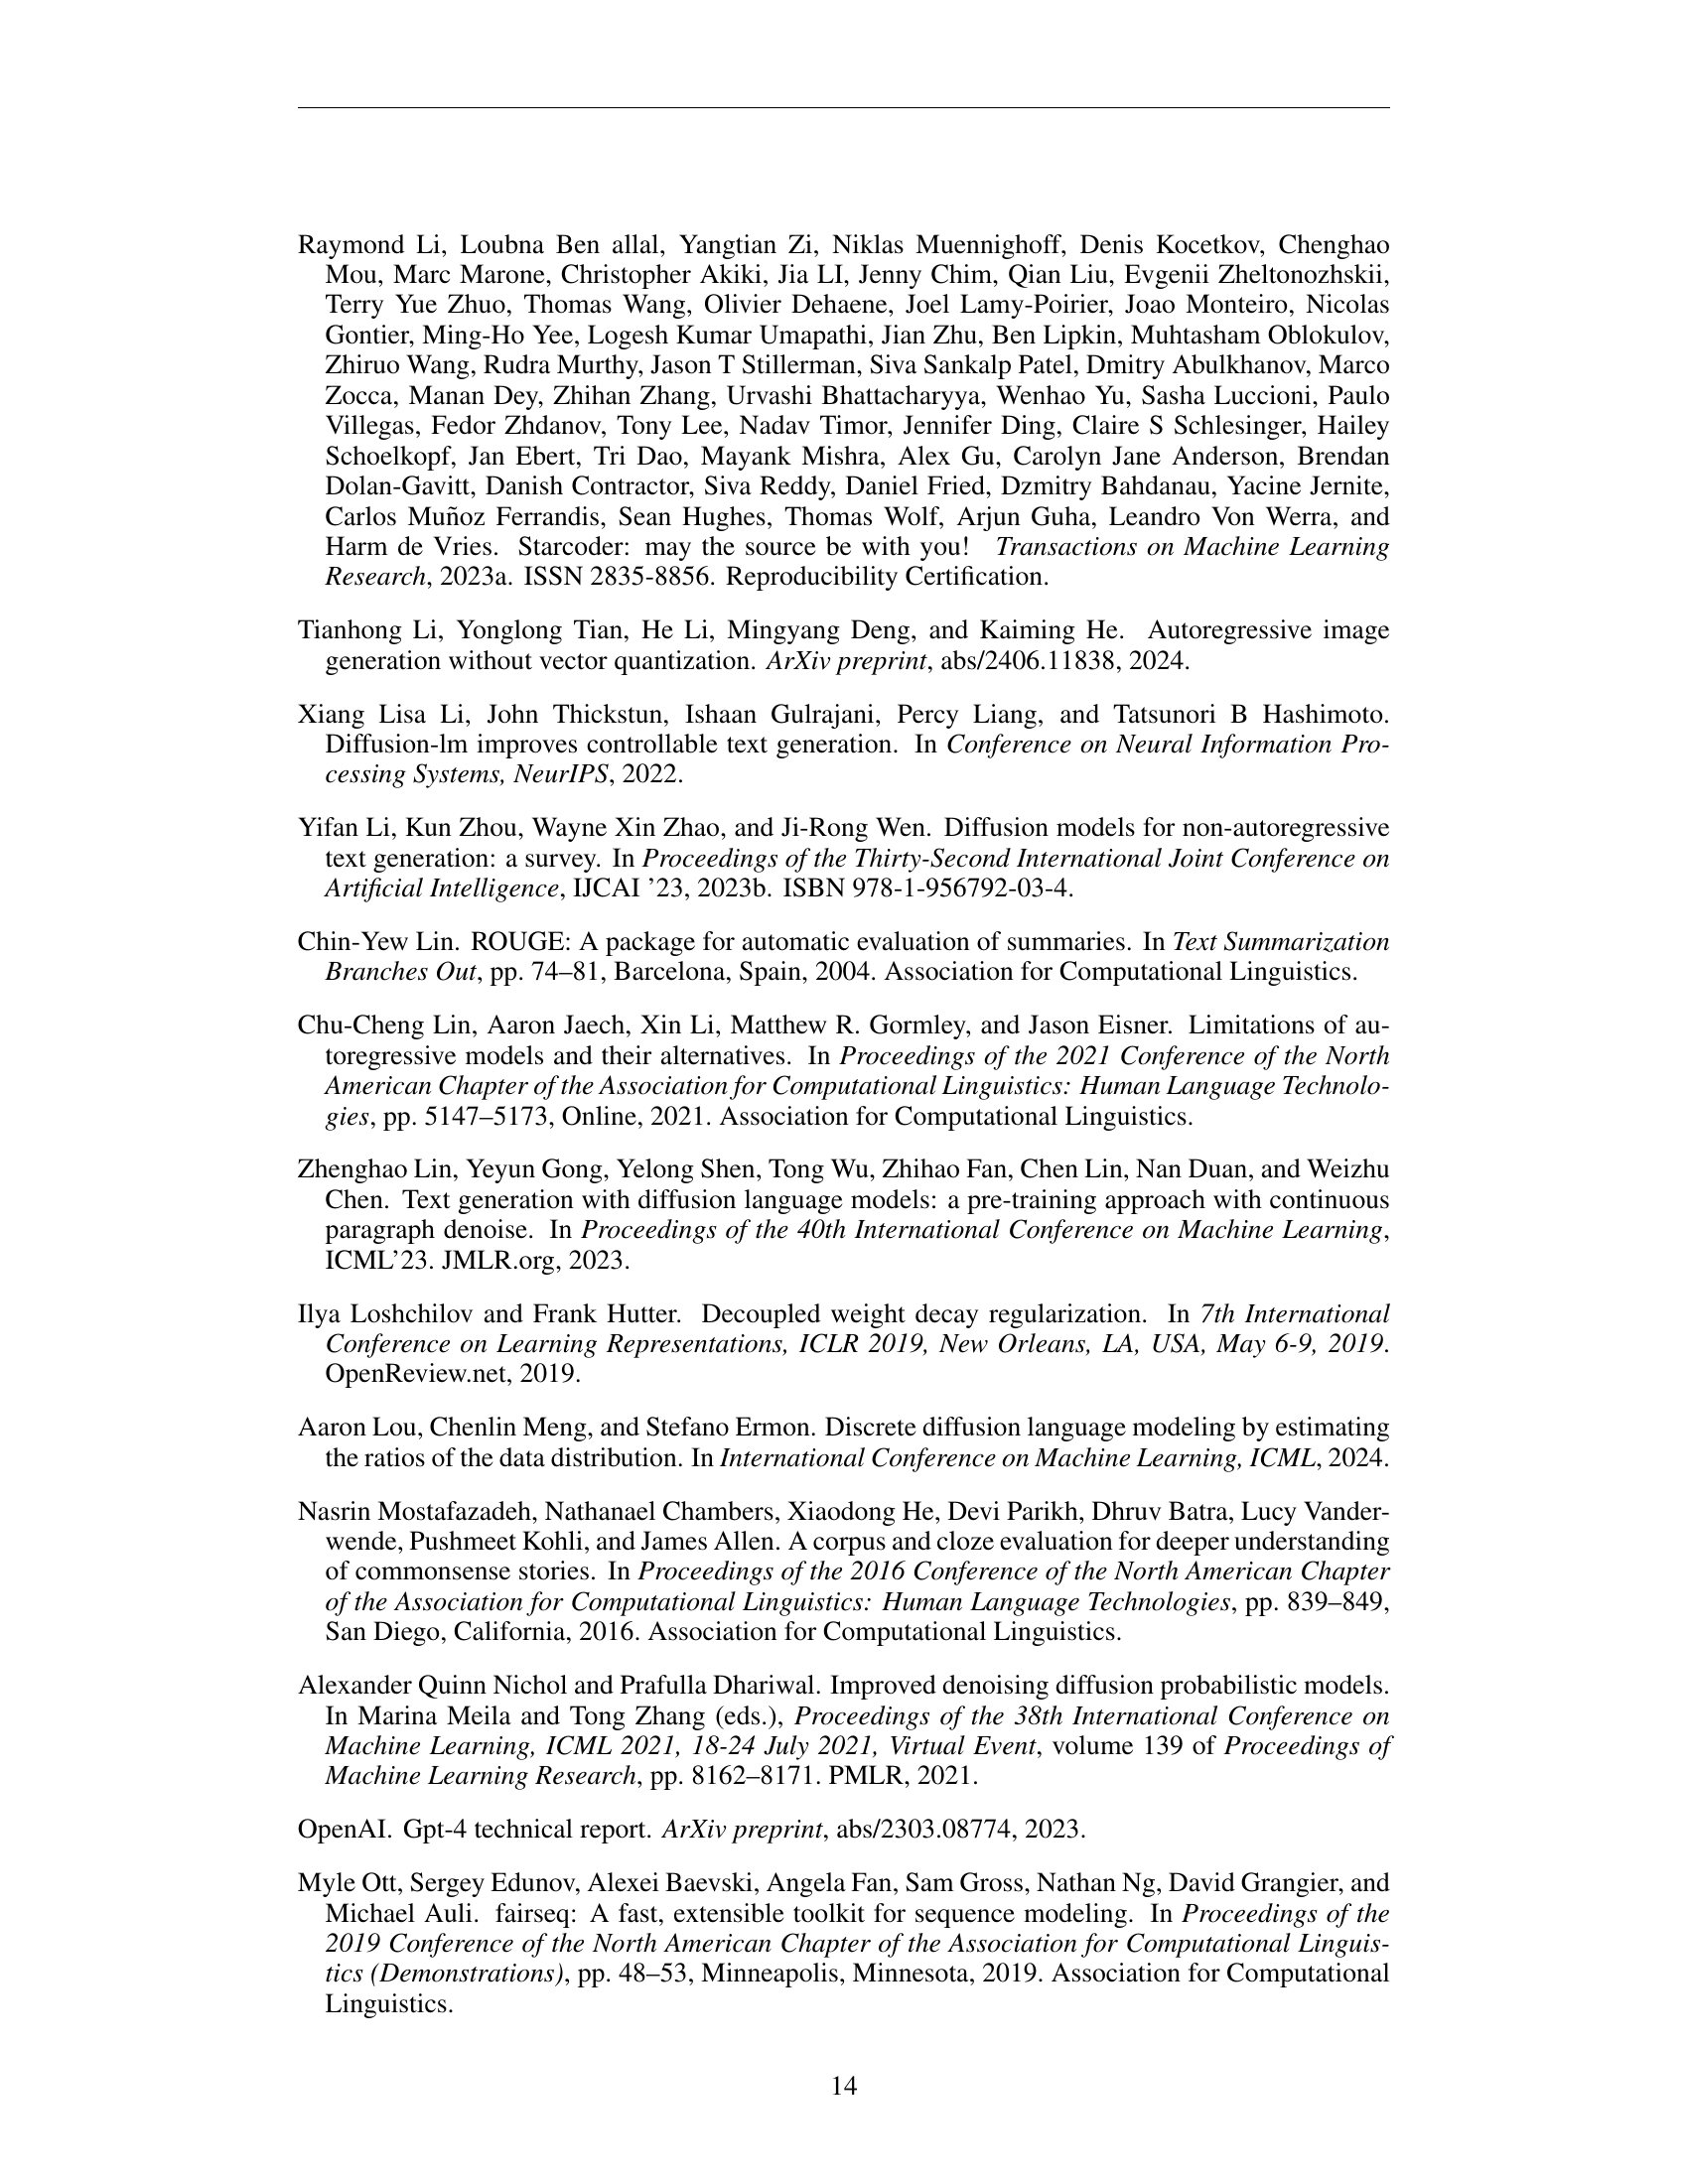 Raymond Li, Loubna Ben allal, Yangtian Zi, Niklas Muennighoff, Denis Kocetkov, Chenghao
Mou, Marc Marone, Christopher Akiki, Jia LI, Jenny Chim, Qian Liu, Evgenii Zheltonozhskii,
Terry Yue Zhuo, Thomas Wang, Olivier Dehaene, Joel Lamy-Poirier, Joao Monteiro, Nicolas
Gontier, Ming-Ho Yee, Logesh Kumar Umapathi, Jian Zhu, Ben Lipkin, Muhtasham Oblokulov,
Zhiruo Wang, Rudra Murthy, Jason T Stillerman, Siva Sankalp Patel, Dmitry Abulkhanov, Marco
Zocca, Manan Dey, Zhihan Zhang, Urvashi Bhattacharyya, Wenhao Yu, Sasha Luccioni, Paulo
Villegas, Fedor Zhdanov, Tony Lee, Nadav Timor, Jennifer Ding, Claire S Schlesinger, Hailey
Schoelkopf, Jan Ebert, Tri Dao, Mayank Mishra, Alex Gu, Carolyn Jane Anderson, Brendan
Dolan-Gavitt, Danish Contractor, Siva Reddy, Daniel Fried, Dzmitry Bahdanau, Yacine Jernite,
Carlos Muñoz Ferrandis, Sean Hughes, Thomas Wolf, Arjun Guha, Leandro Von Werra, and
Harm de Vries. Starcoder: may the source be with you! Transactions on Machine Learning
Research, 2023a. ISSN 2835-8856. Reproducibility Certification.
Tianhong Li, Yonglong Tian, He Li, Mingyang Deng, and Kaiming He. Autoregressive image
generation without vector quantization. ArXiv preprint, abs/2406.11838, 2024.
Xiang Lisa Li, John Thickstun, Ishaan Gulrajani, Percy Liang, and Tatsunori B Hashimoto.
Diffusion-lm improves controllable text generation. In Conference on Neural Information Pro-
cessing Systems, NeurIPS, 2022.
Yifan Li, Kun Zhou, Wayne Xin Zhao, and Ji-Rong Wen. Diffusion models for non-autoregressive
text generation: a survey. In Proceedings of the Thirty-Second International Joint Conference on
Artificial Intelligence, IJCAI ’23, 2023b. ISBN 978-1-956792-03-4.
Chin-Yew Lin. ROUGE: A package for automatic evaluation of summaries. In Text Summarization
Branches Out, pp. 74–81, Barcelona, Spain, 2004. Association for Computational Linguistics.
Chu-Cheng Lin, Aaron Jaech, Xin Li, Matthew R. Gormley, and Jason Eisner. Limitations of au-
toregressive models and their alternatives. In Proceedings of the 2021 Conference of the North
American Chapter of the Association for Computational Linguistics: Human Language Technolo-
gies, pp. 5147–5173, Online, 2021. Association for Computational Linguistics.
Zhenghao Lin, Yeyun Gong, Yelong Shen, Tong Wu, Zhihao Fan, Chen Lin, Nan Duan, and Weizhu
Chen. Text generation with diffusion language models: a pre-training approach with continuous
paragraph denoise. In Proceedings of the 40th International Conference on Machine Learning,
ICML’23. JMLR.org, 2023.
Ilya Loshchilov and Frank Hutter. Decoupled weight decay regularization. In 7th International
Conference on Learning Representations, ICLR 2019, New Orleans, LA, USA, May 6-9, 2019.
OpenReview.net, 2019.
Aaron Lou, Chenlin Meng, and Stefano Ermon. Discrete diffusion language modeling by estimating
the ratios of the data distribution. In International Conference on Machine Learning, ICML, 2024.
Nasrin Mostafazadeh, Nathanael Chambers, Xiaodong He, Devi Parikh, Dhruv Batra, Lucy Vander-
wende, Pushmeet Kohli, and James Allen. A corpus and cloze evaluation for deeper understanding
of commonsense stories. In Proceedings of the 2016 Conference of the North American Chapter
of the Association for Computational Linguistics: Human Language Technologies, pp. 839–849,
San Diego, California, 2016. Association for Computational Linguistics.
Alexander Quinn Nichol and Prafulla Dhariwal. Improved denoising diffusion probabilistic models.
In Marina Meila and Tong Zhang (eds.), Proceedings of the 38th International Conference on
Machine Learning, ICML 2021, 18-24 July 2021, Virtual Event, volume 139 of Proceedings of
Machine Learning Research, pp. 8162–8171. PMLR, 2021.
OpenAI. Gpt-4 technical report. ArXiv preprint, abs/2303.08774, 2023.
Myle Ott, Sergey Edunov, Alexei Baevski, Angela Fan, Sam Gross, Nathan Ng, David Grangier, and
Michael Auli. fairseq: A fast, extensible toolkit for sequence modeling. In Proceedings of the
2019 Conference of the North American Chapter of the Association for Computational Linguis-
tics (Demonstrations), pp. 48–53, Minneapolis, Minnesota, 2019. Association for Computational
Linguistics.
14